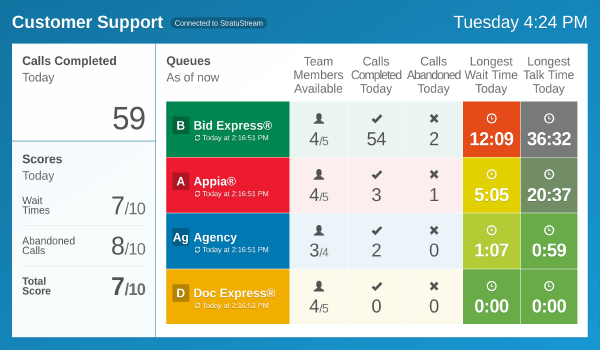 Customer Support Connected to StratuStream Tuesday 4:24 PM
Calls Completed
Today
59
Scores
Today
Wait
Times
7/10
Abandoned
Calls
8/10
Total
Score
7/10
Queues
As of now
Team
Members
Available
Calls
Completed
Today
Calls
Abandoned
Today
Longest
Wait Time
Today
Longest
Talk Time
Today
B Bid Express®
Today at 2:16:51 PM
4/5 54 2 12:09 36:32
A Appia®
Today at 2:16:51 PM
4/5 3 1 5:05 20:37
Ag Agency
Today at 2:16:51 PM
3/4 2 0 1:07 0:59
D Doc Express®
Today at 2:16:51 PM
4/5 0 0 0:00 0:00